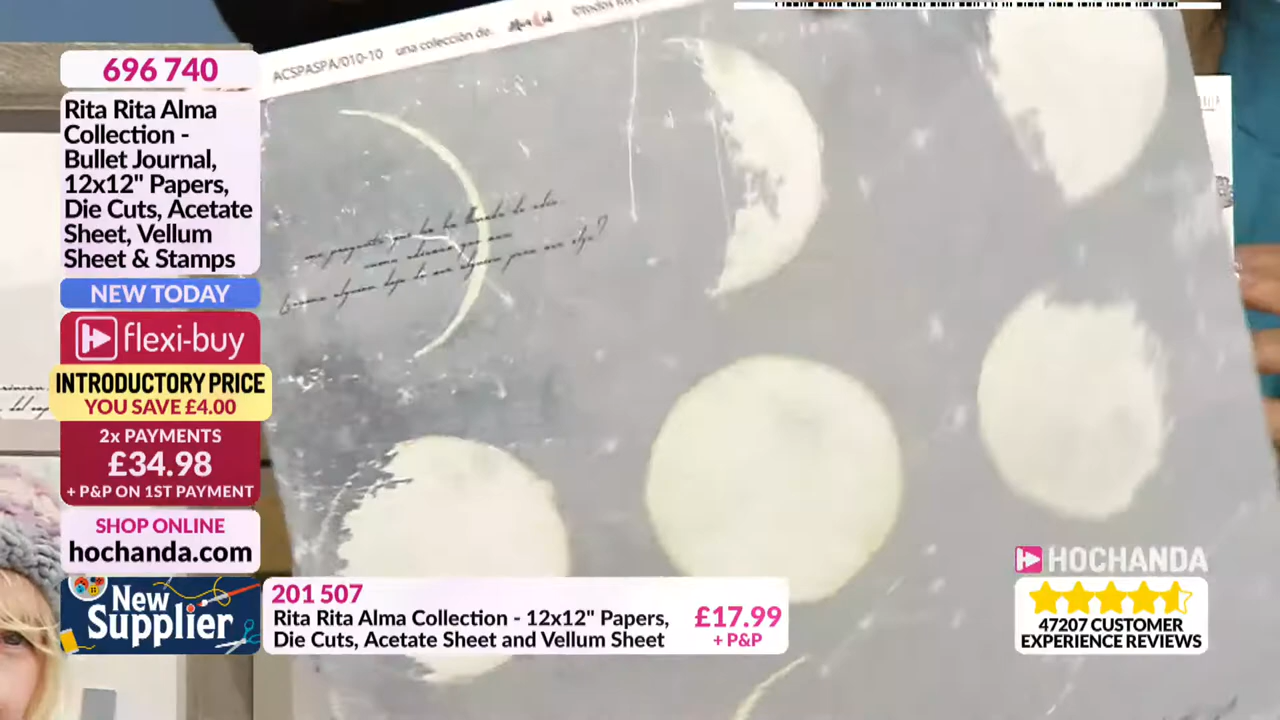 696 740
Rita Rita Alma
Collection -
Bullet Journal,
12x12" Papers,
Die Cuts, Acetate
Sheet, Vellum
Sheet & Stamps
NEW TODAY
flexi-buy
INTRODUCTORY PRICE
YOU SAVE £4.00
2x PAYMENTS
£34.98
+ P&P ON 1ST PAYMENT
SHOP ONLINE
hochanda.com
New
Supplier
201 507
Rita Rita Alma Collection - 12x12" Papers,
Die Cuts, Acetate Sheet and Vellum Sheet
£17.99
+ P&P
HOCHANDA
47207 CUSTOMER
EXPERIENCE REVIEWS
ACSPASPA/010-10 una colección de: